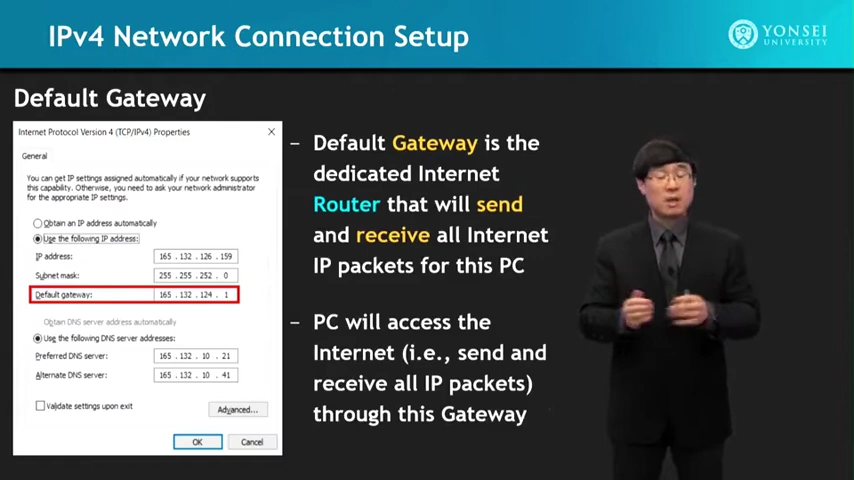 IPv4 Network Connection Setup
YONSEI
UNIVERSITY
Default Gateway
Internet Protocol Version 4 (TCP/IPv4) Properties
General
You can get IP settings assigned automatically if your network supports
this capability. Otherwise, you need to ask your network administrator
for the appropriate IP settings.
Obtain an IP address automatically
Use the following IP address:
IP address: 165 . 132 . 126 . 159
Subnet mask: 255 . 255 . 252 . 0
Default gateway: 165 . 132 . 124 . 1
Obtain DNS server address automatically
Use the following DNS server addresses:
Preferred DNS server: 165 . 132 . 10 . 21
Alternate DNS server: 165 . 132 . 10 . 41
Validate settings upon exit
Advanced...
OK Cancel
– Default Gateway is the
dedicated Internet
Router that will send
and receive all Internet
IP packets for this PC
– PC will access the
Internet (i.e., send and
receive all IP packets)
through this Gateway